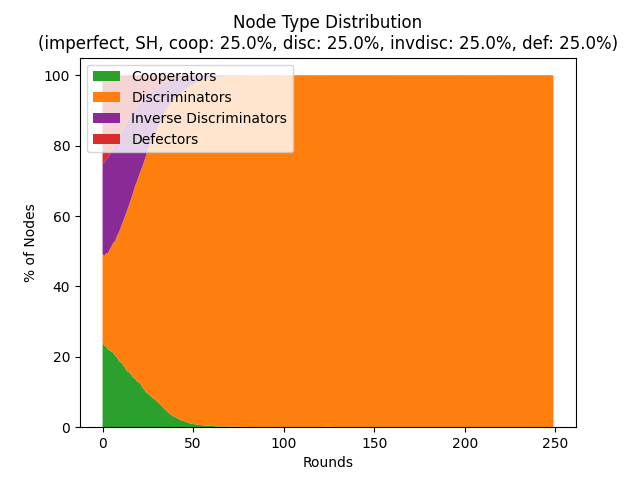 Node Type Distribution
(imperfect, SH, coop: 25.0%, disc: 25.0%, invdisc: 25.0%, def: 25.0%)
Cooperators
Discriminators
Inverse Discriminators
Defectors
100
80
60
40
20
0
% of Nodes
0 50 100 150 200 250
Rounds